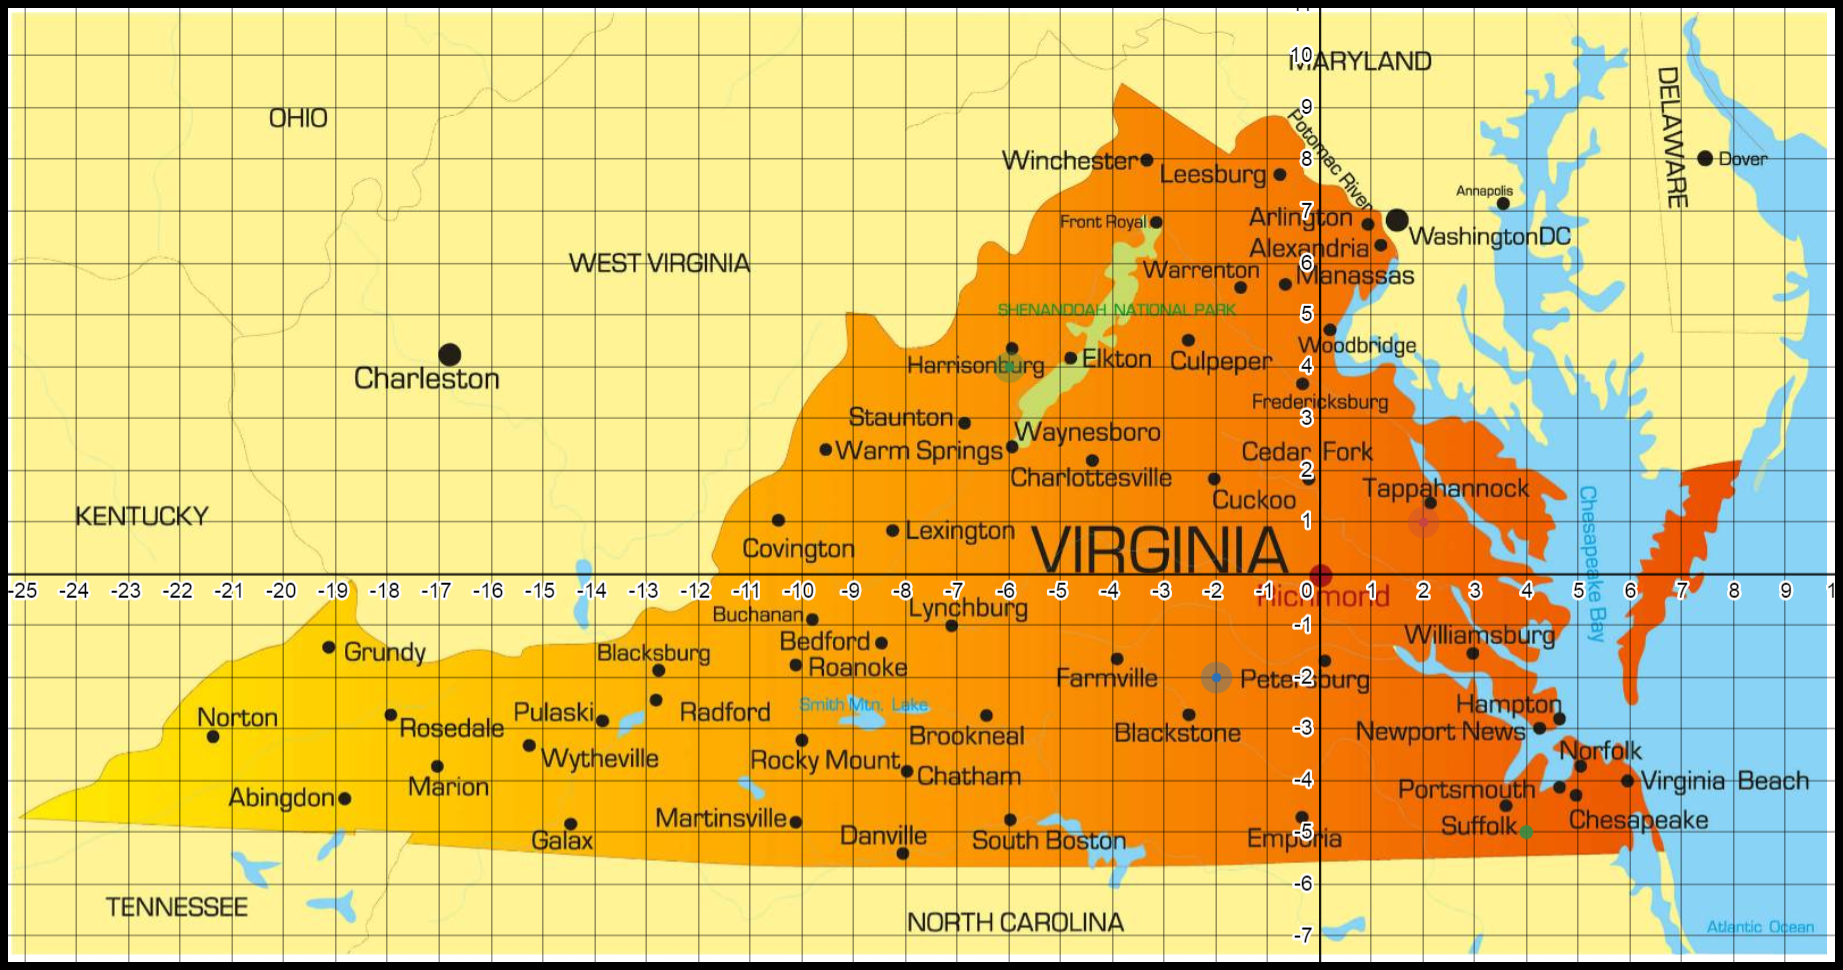 11
10
MARYLAND
DELAWARE
9
OHIO
Potomac River
8
Winchester
Leesburg
Dover
Annapolis
7
Front Royal
Arlington
WashingtonDC
Alexandria
WEST VIRGINIA
6
Warrenton
Manassas
SHENANDOAH NATIONAL PARK
5
Woodbridge
Harrisonburg
Elkton
Culpeper
4
Charleston
Fredericksburg
Staunton
3
Waynesboro
Warm Springs
Cedar Fork
Charlottesville
2
Tappahannock
Cuckoo
KENTUCKY
1
Covington
Lexington
VIRGINIA
Chesapeake Bay
-25 -24 -23 -22 -21 -20 -19 -18 -17 -16 -15 -14 -13 -12 -11 -10 -9 -8 -7 -6 -5 -4 -3 -2 -1 0 1 2 3 4 5 6 7 8 9 1
Richmond
Buchanan
Lynchburg
-1
Bedford
Williamsburg
Grundy
Blacksburg
Roanoke
Farmville
-2
Petersburg
Norton
Rosedale
Pulaski
Radford
Smith Mtn. Lake
Hampton
-3
Brookneal
Blackstone
Newport News
Wytheville
Rocky Mount
Norfolk
Marion
Chatham
-4
Virginia Beach
Abingdon
Portsmouth
Martinsville
Suffolk
Chesapeake
Galax
Danville
South Boston
Emporia
-5
-6
TENNESSEE
NORTH CAROLINA
Atlantic Ocean
-7